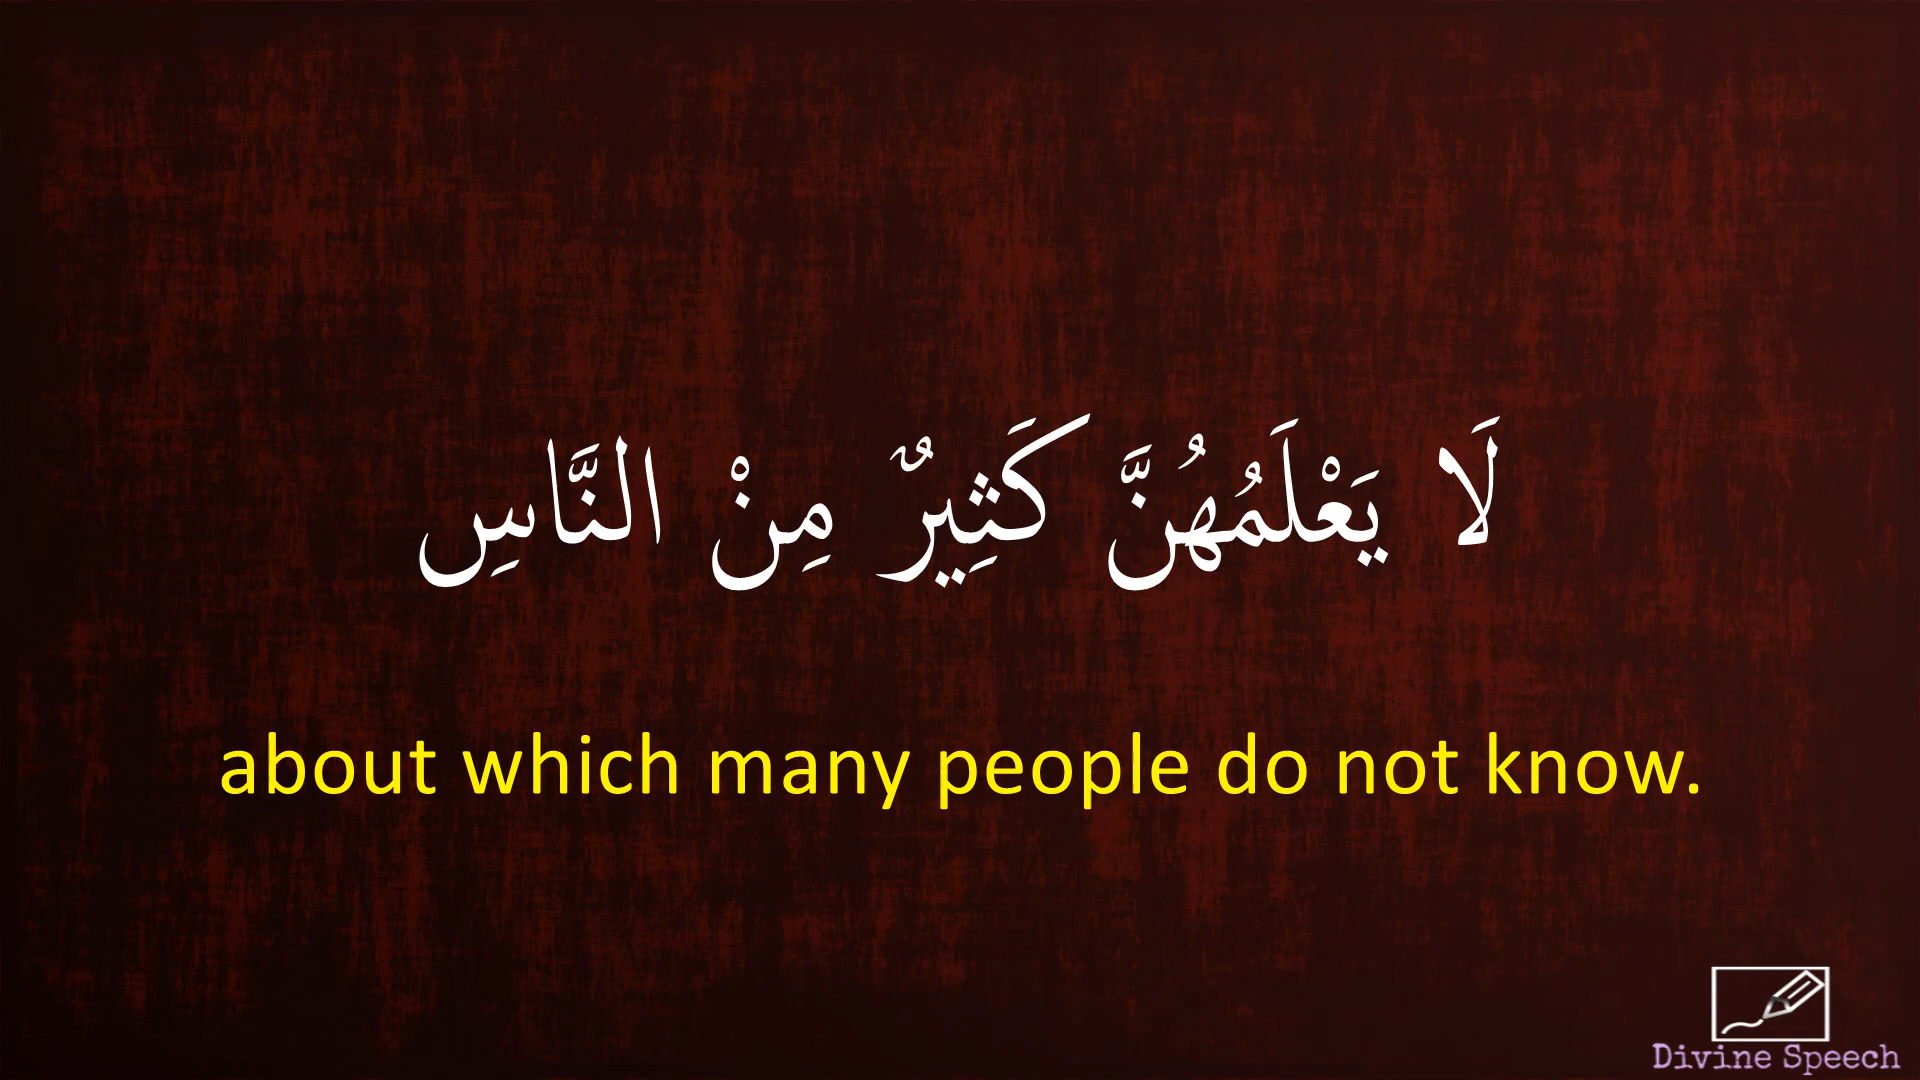 لَا يَعْلَمُهُنَّ كَثِيرٌ مِنْ النَّاسِ
about which many people do not know.
Divine Speech